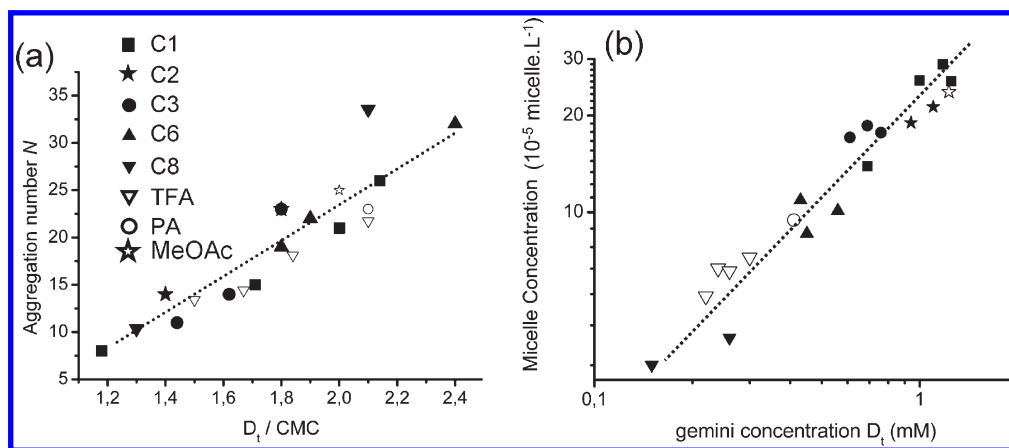 (a)
C1
C2
C3
C6
C8
TFA
PA
MeOAc
Aggregation number N
35
30
25
20
15
10
5
1,2 1,4 1,6 1,8 2,0 2,2 2,4
Dₜ / CMC
(b)
Micelle Concentration (10⁻⁵ micelle.L⁻¹)
30
20
10
0,1 1
gemini concentration Dₜ (mM)